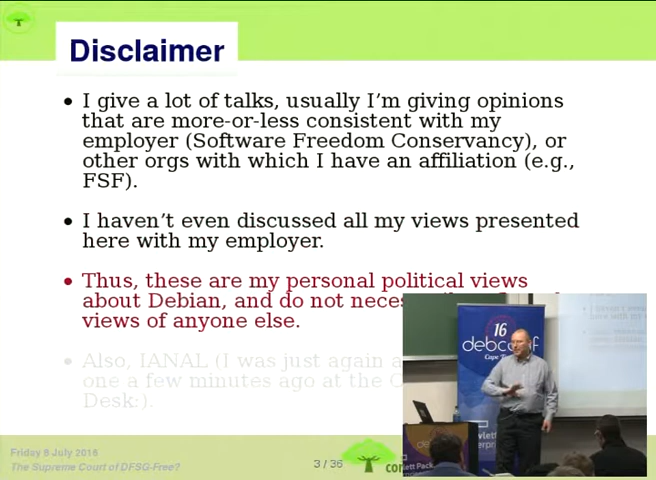 Disclaimer
• I give a lot of talks, usually I'm giving opinions
that are more-or-less consistent with my
employer (Software Freedom Conservancy), or
other orgs with which I have an affiliation (e.g.,
FSF).
• I haven't even discussed all my views presented
here with my employer.
• Thus, these are my personal political views
about Debian, and do not
views of anyone else.
• Also, IANAL (I was just again
one a few minutes ago at the
Desk:).
Friday 8 July 2016
The Supreme Court of DFSG-Free?
3 / 36
16
debconf
Cape